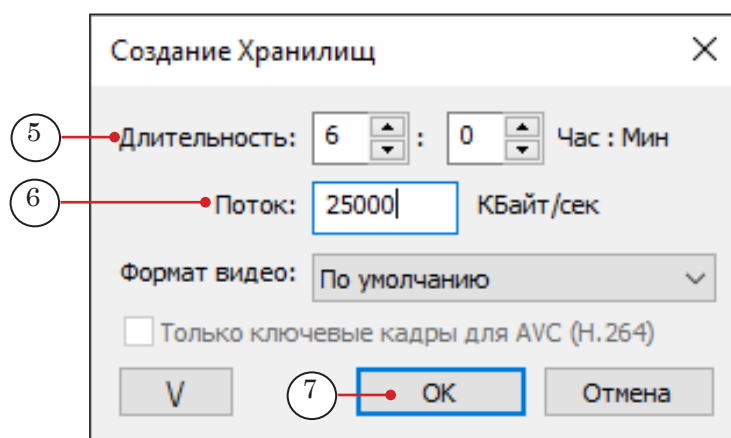 Создание Хранилищ
5 Длительность: 6 : 0 Час : Мин
6 Поток: 25000 КБайт/сек
Формат видео: По умолчанию
Только ключевые кадры для AVC (H.264)
V 7 ОК Отмена